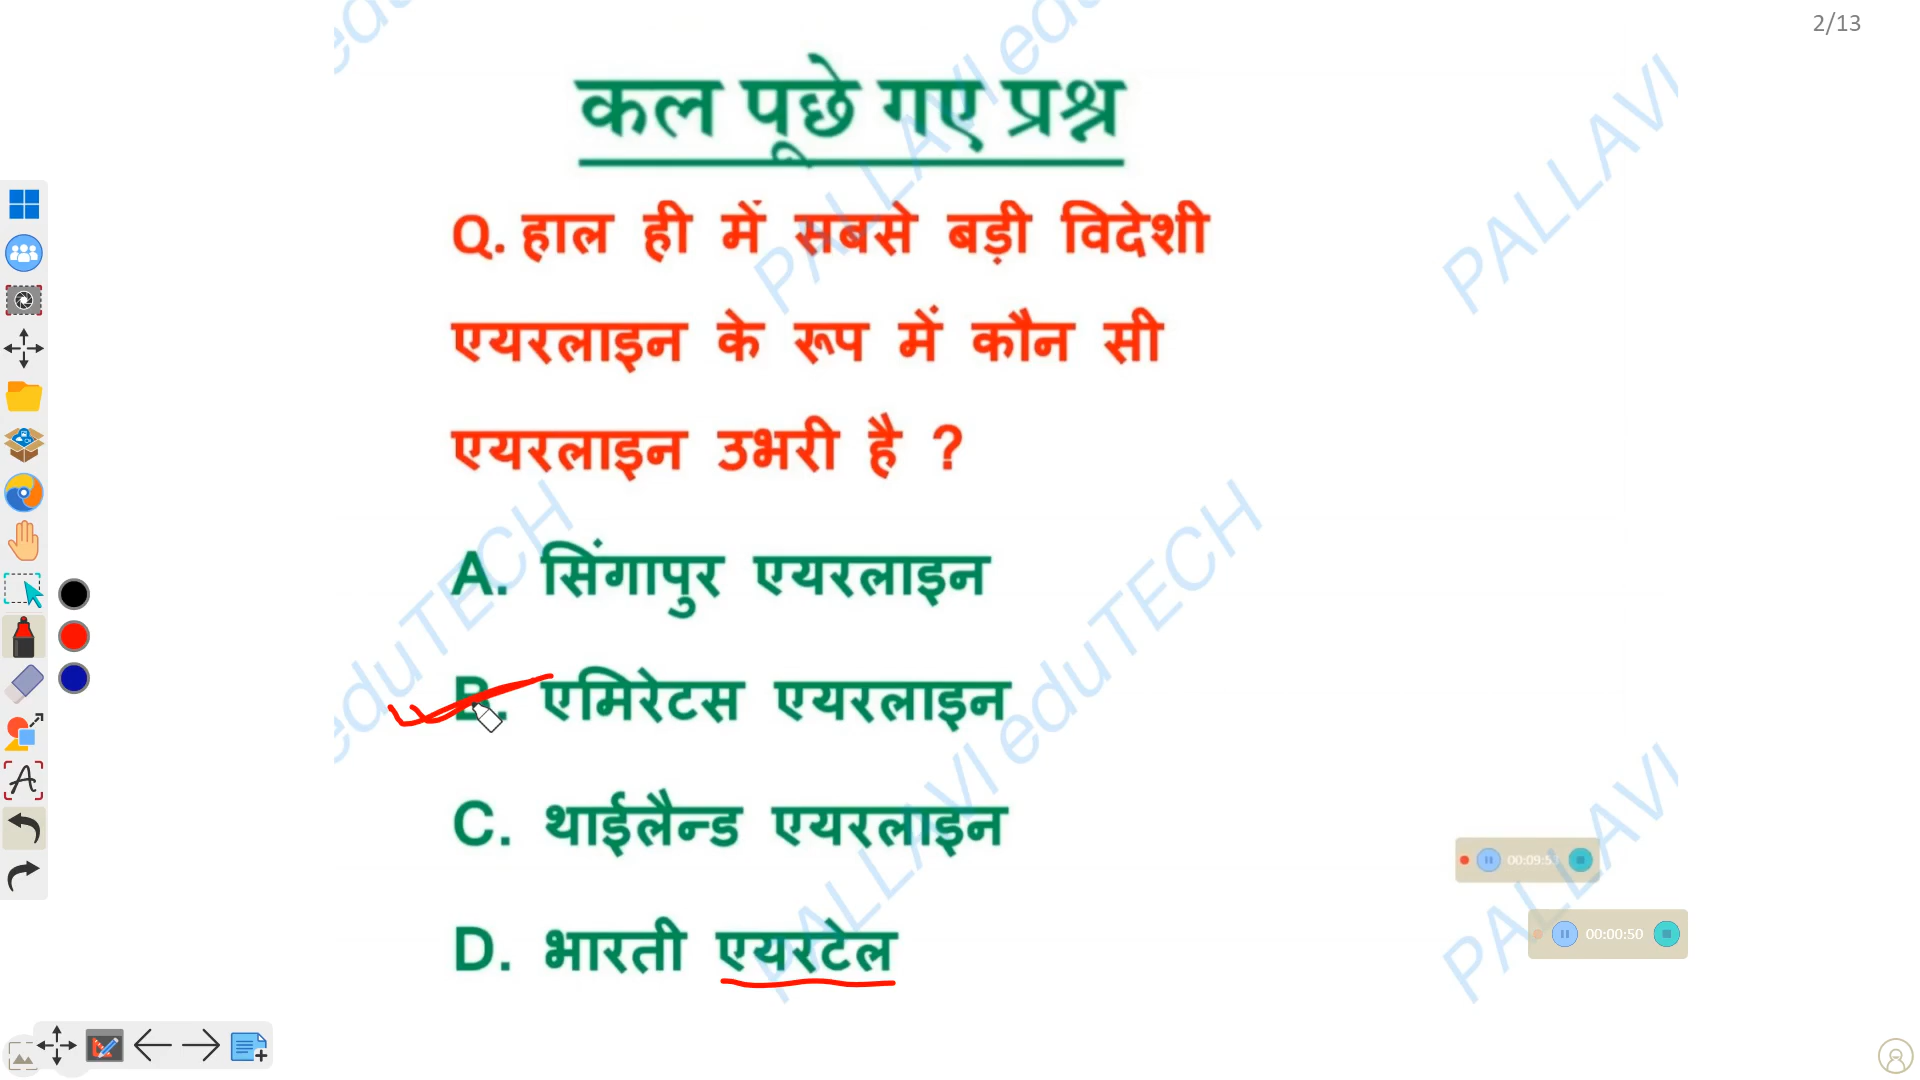 2/13
कल पूछे गए प्रश्न
Q. हाल ही में सबसे बड़ी विदेशी
एयरलाइन के रूप में कौन सी
एयरलाइन उभरी है ?
A. सिंगापुर एयरलाइन
B. एमिरेटस एयरलाइन
C. थाईलैन्ड एयरलाइन
D. भारती एयरटेल
PALLAVI eduTECH
PALLAVI
eduTECH
PALLAVI eduTECH
PALLAVI
00:00:50